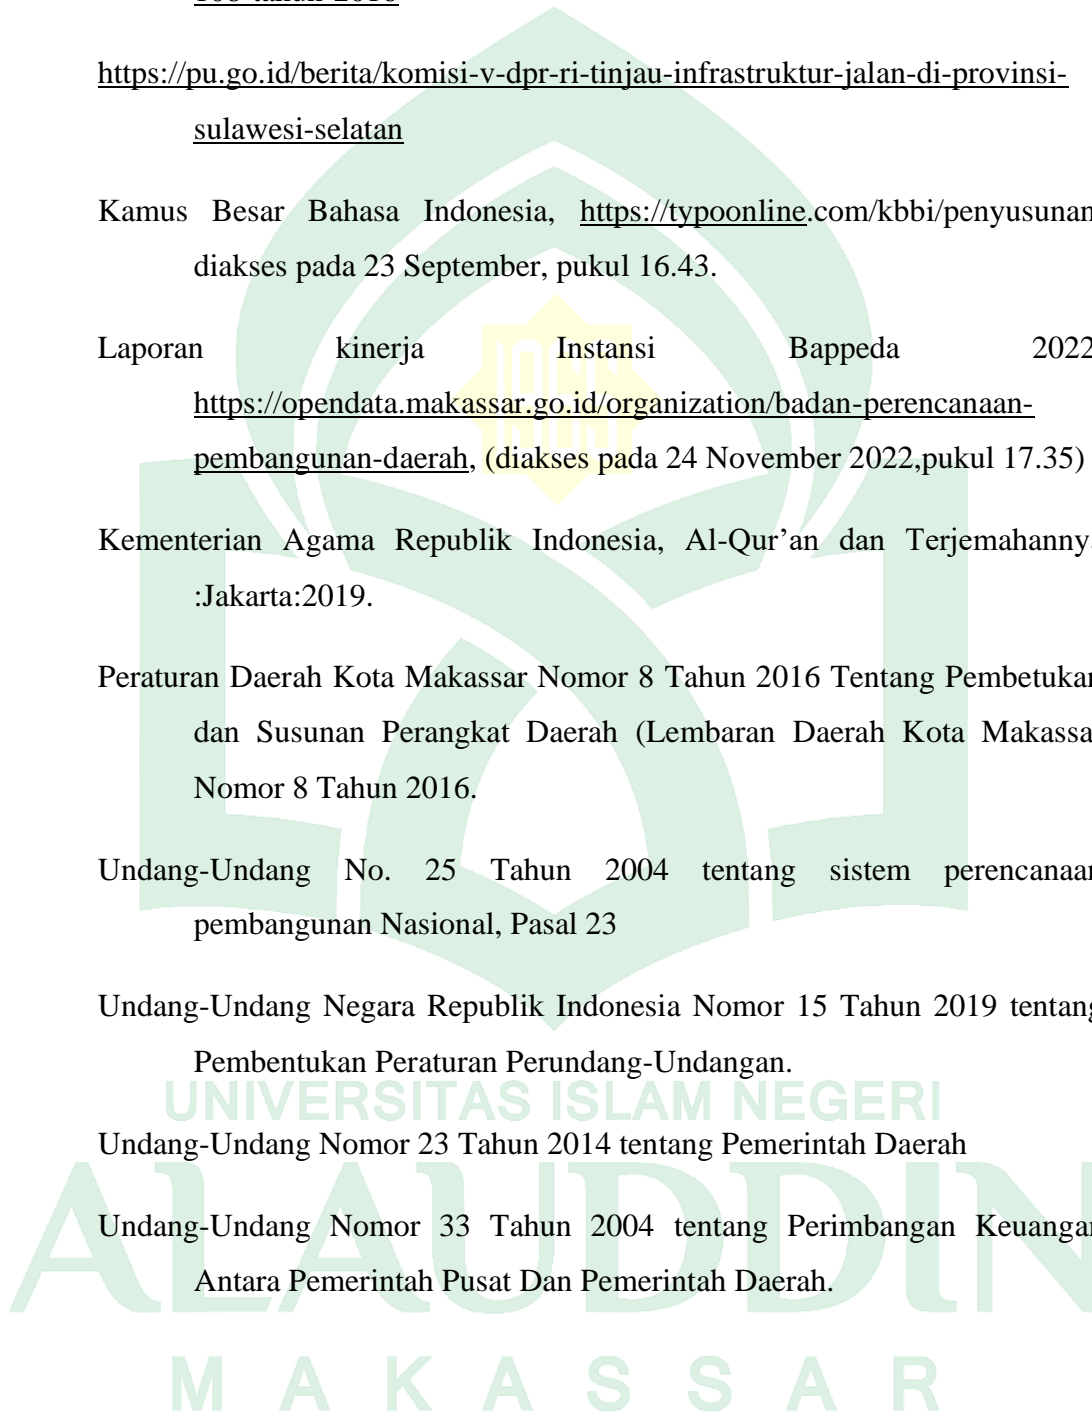 https://pu.go.id/berita/komisi-v-dpr-ri-tinjau-infrastruktur-jalan-di-provinsi-
sulawesi-selatan
Kamus Besar Bahasa Indonesia, https://typoonline.com/kbbi/penyusunan
diakses pada 23 September, pukul 16.43.
Laporan kinerja Instansi Bappeda 2022
https://opendata.makassar.go.id/organization/badan-perencanaan-
pembangunan-daerah, (diakses pada 24 November 2022,pukul 17.35)
Kementerian Agama Republik Indonesia, Al-Qur’an dan Terjemahanny
:Jakarta:2019.
Peraturan Daerah Kota Makassar Nomor 8 Tahun 2016 Tentang Pembetukan
dan Susunan Perangkat Daerah (Lembaran Daerah Kota Makassa
Nomor 8 Tahun 2016.
Undang-Undang No. 25 Tahun 2004 tentang sistem perencanaan
pembangunan Nasional, Pasal 23
Undang-Undang Negara Republik Indonesia Nomor 15 Tahun 2019 tentang
Pembentukan Peraturan Perundang-Undangan.
UNIVERSITAS ISLAM NEGERI
Undang-Undang Nomor 23 Tahun 2014 tentang Pemerintah Daerah
ALAUDDIN
Undang-Undang Nomor 33 Tahun 2004 tentang Perimbangan Keuangan
Antara Pemerintah Pusat Dan Pemerintah Daerah.
MAKASSAR